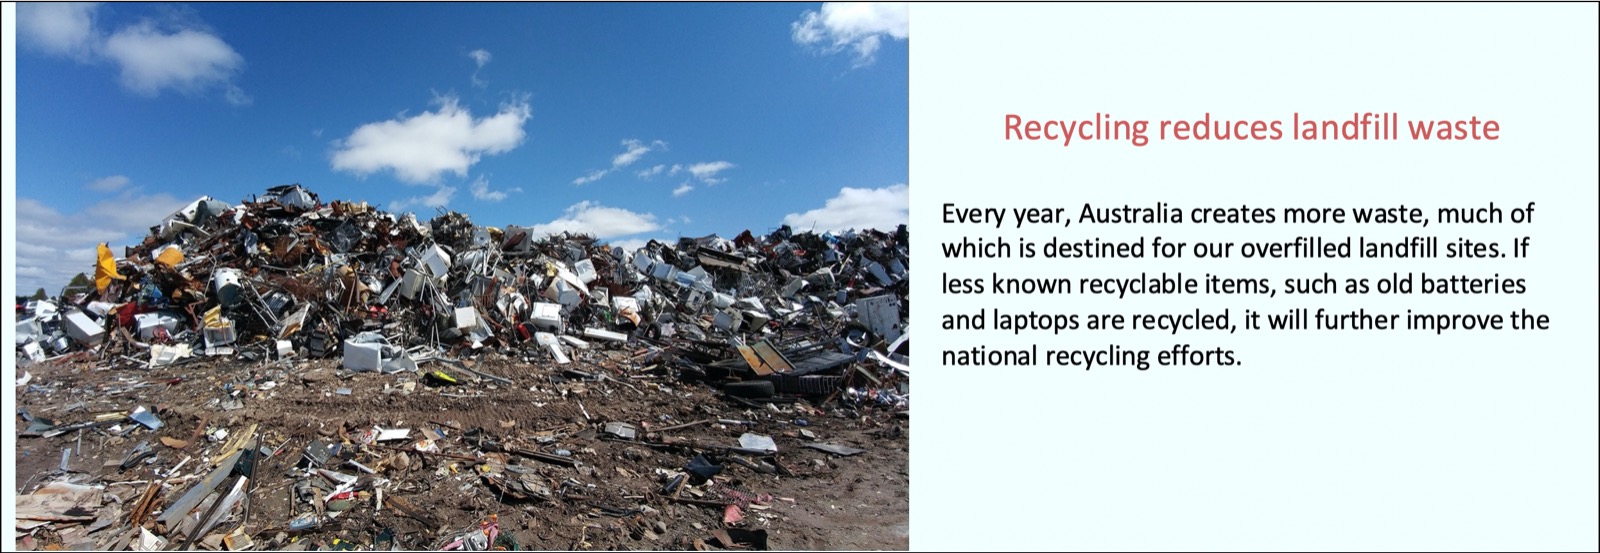 Recycling reduces landfill waste
Every year, Australia creates more waste, much of
which is destined for our overfilled landfill sites. If
less known recyclable items, such as old batteries
and laptops are recycled, it will further improve the
national recycling efforts.